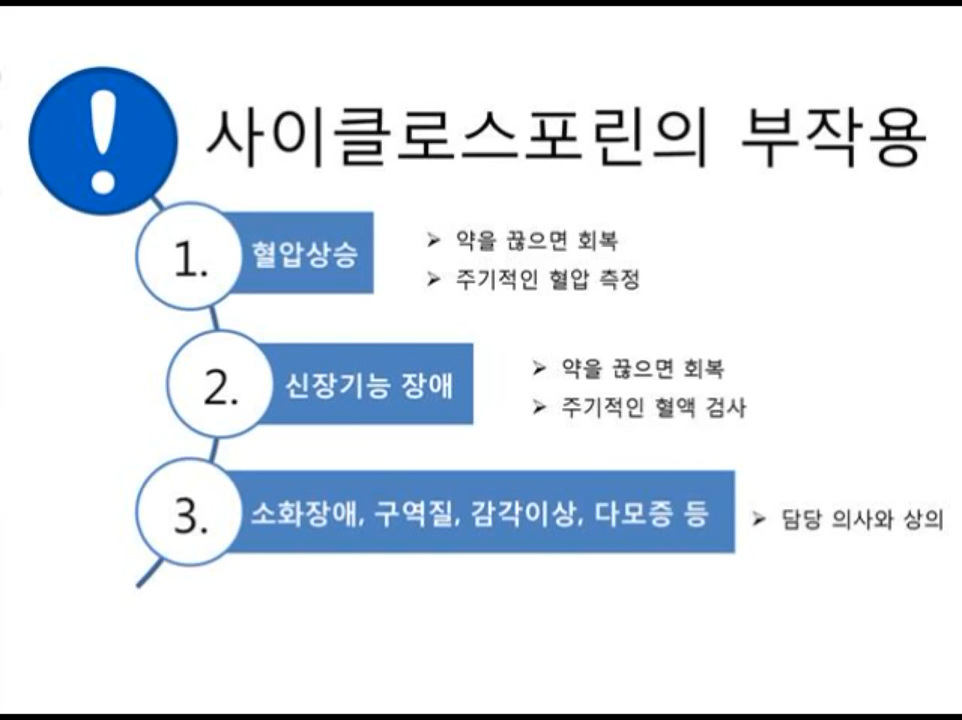 사이클로스포린의 부작용
1. 혈압상승
➢ 약을 끊으면 회복
➢ 주기적인 혈압 측정
2. 신장기능 장애
➢ 약을 끊으면 회복
➢ 주기적인 혈액 검사
3. 소화장애, 구역질, 감각이상, 다모증 등
➢ 담당 의사와 상의